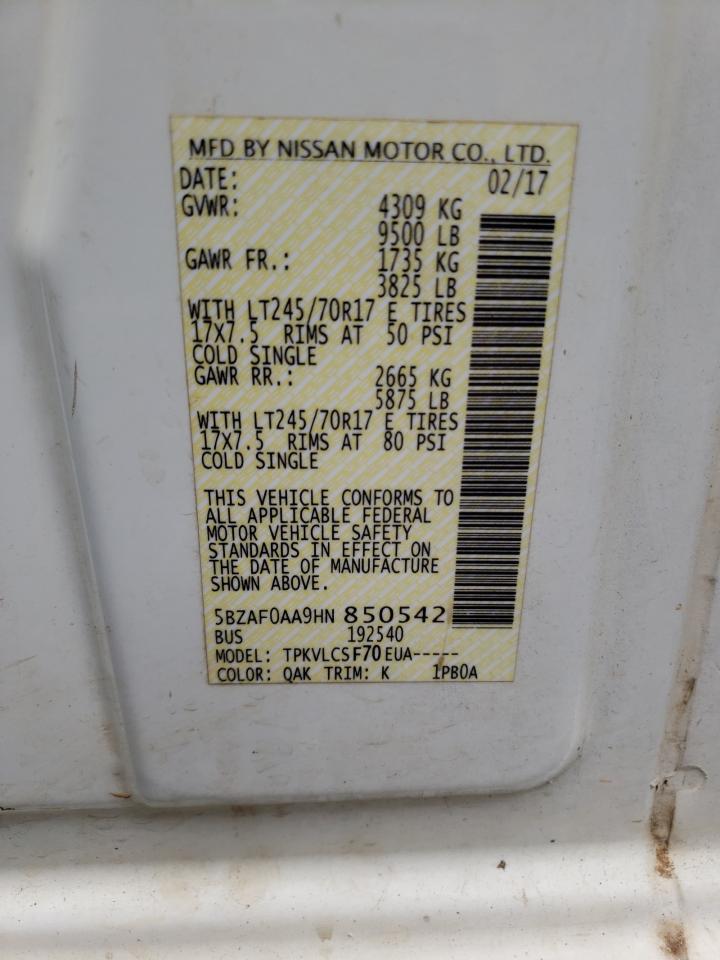 MFD BY NISSAN MOTOR CO., LTD.
DATE: 02/17
GVWR: 4309 KG
9500 LB
GAWR FR.: 1735 KG
3825 LB
WITH LT245/70R17 E TIRES
17X7.5 RIMS AT 50 PSI
COLD SINGLE
GAWR RR.: 2665 KG
5875 LB
WITH LT245/70R17 E TIRES
17X7.5 RIMS AT 80 PSI
COLD SINGLE
THIS VEHICLE CONFORMS TO
ALL APPLICABLE FEDERAL
MOTOR VEHICLE SAFETY
STANDARDS IN EFFECT ON
THE DATE OF MANUFACTURE
SHOWN ABOVE.
5BZAF0AA9HN 850542
BUS 192540
MODEL: TPKVLCSF70EUA-----
COLOR: QAK TRIM: K 1PB0A